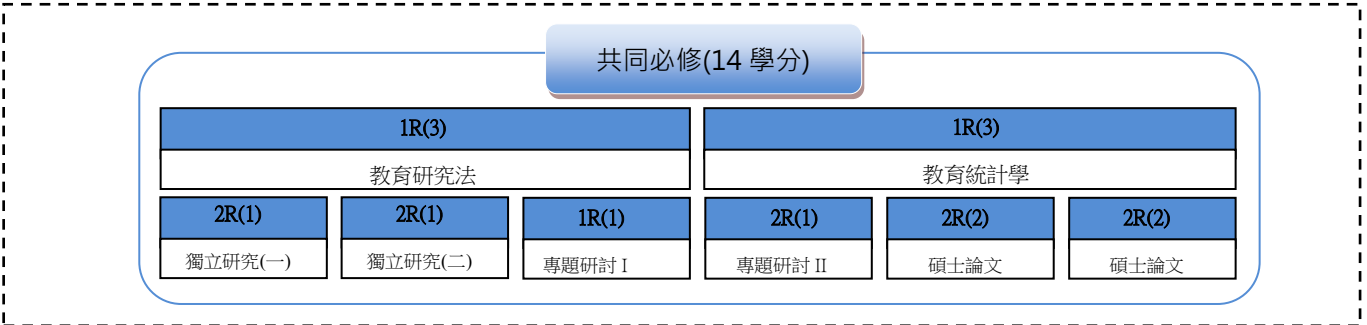 共同必修(14 學分)
1R(3)
1R(3)
教育研究法
教育統計學
2R(1)
2R(1)
1R(1)
2R(1)
2R(2)
2R(2)
獨立研究(一)
獨立研究(二)
專題研討 I
專題研討 II
碩士論文
碩士論文